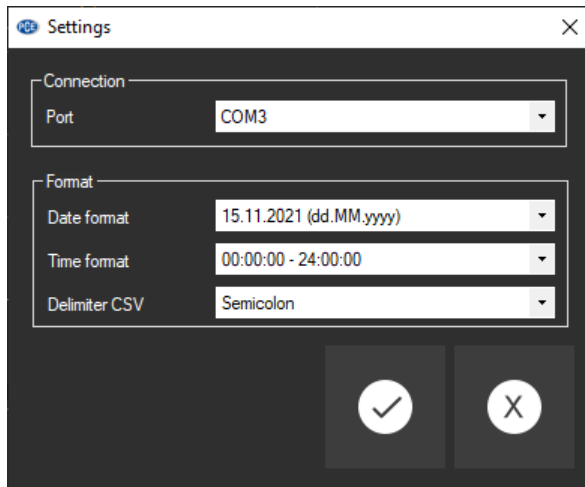 PCE Settings
Connection
Port COM3
Format
Date format 15.11.2021 (dd.MM.yyyy)
Time format 00:00:00 - 24:00:00
Delimiter CSV Semicolon
X